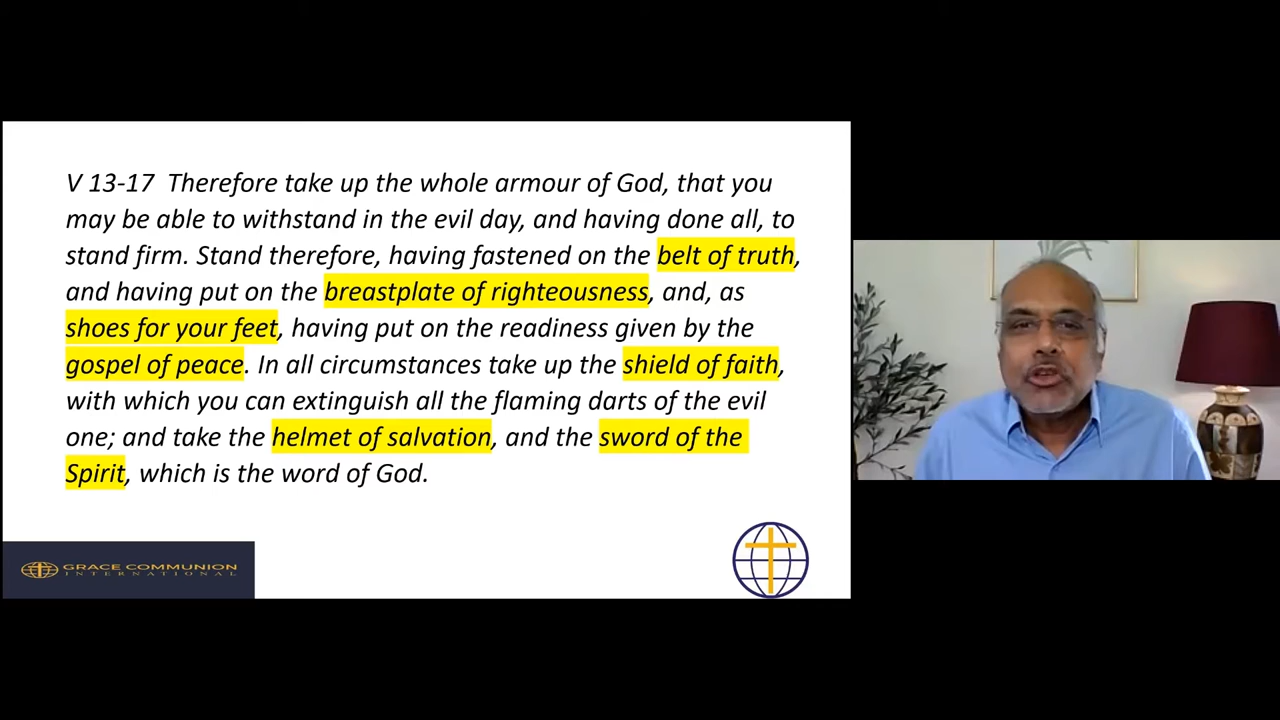 V 13-17 Therefore take up the whole armour of God, that you
may be able to withstand in the evil day, and having done all, to
stand firm. Stand therefore, having fastened on the belt of truth,
and having put on the breastplate of righteousness, and, as
shoes for your feet, having put on the readiness given by the
gospel of peace. In all circumstances take up the shield of faith,
with which you can extinguish all the flaming darts of the evil
one; and take the helmet of salvation, and the sword of the
Spirit, which is the word of God.
GRACE COMMUNION
INTERNATIONAL